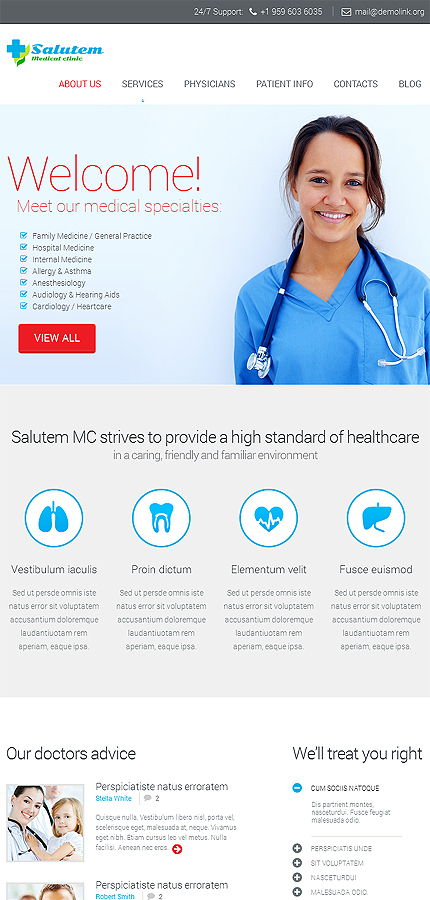 24/7 Support: +1 959 603 6035 mail@demolink.org
Salutem
Medical clinic
ABOUT US SERVICES PHYSICIANS PATIENT INFO CONTACTS BLOG
Welcome!
Meet our medical specialties:
Family Medicine / General Practice
Hospital Medicine
Internal Medicine
Allergy & Asthma
Anesthesiology
Audiology & Hearing Aids
Cardiology / Heartcare
VIEW ALL
Salutem MC strives to provide a high standard of healthcare
in a caring, friendly and familiar environment
Vestibulum iaculis
Sed ut persde omnis iste
natus error sit voluptatem
accusantium doloremque
laudantiuotam rem
aperiam, eaque ipsa.
Proin dictum
Sed ut persde omnis iste
natus error sit voluptatem
accusantium doloremque
laudantiuotam rem
aperiam, eaque ipsa.
Elementum velit
Sed ut persde omnis iste
natus error sit voluptatem
accusantium doloremque
laudantiuotam rem
aperiam, eaque ipsa.
Fusce euismod
Sed ut persde omnis iste
natus error sit voluptatem
accusantium doloremque
laudantiuotam rem
aperiam, eaque ipsa.
Our doctors advice
Perspiciatiste natus erroratem
Stella White 2
Quisque nulla. Vestibulum libero nisl, porta vel,
scelerisque eget, malesuada at, neque. Vivamus
eget nibh. Etiam cursus leo vel metus. Nulla
facilisi. Aenean nec eros.
Perspiciatiste natus erroratem
Robert Smith 2
We'll treat you right
CUM SOCIIS NATOQUE
Dis partrient montes,
nasceturdui. Fusce feugiat
malesuada odio.
PERSPICIATIS UNDE
SIT VOLUPTATEM
NASCETURDUI
MALESUADA ODIO.